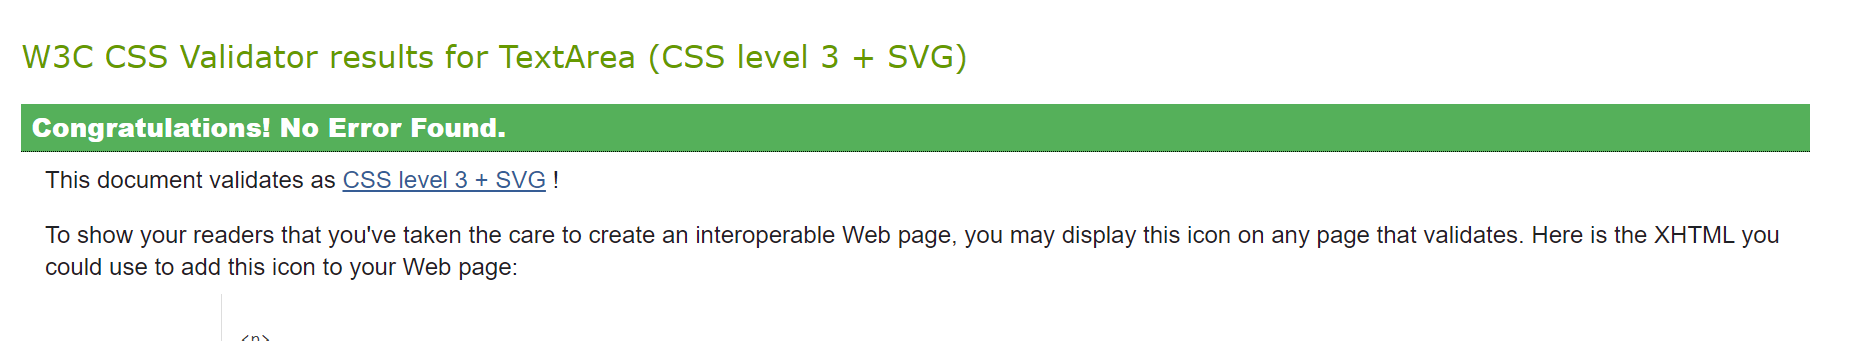 W3C CSS Validator results for TextArea (CSS level 3 + SVG)
Congratulations! No Error Found.
This document validates as CSS level 3 + SVG !
To show your readers that you've taken the care to create an interoperable Web page, you may display this icon on any page that validates. Here is the XHTML you
could use to add this icon to your Web page:
<p>